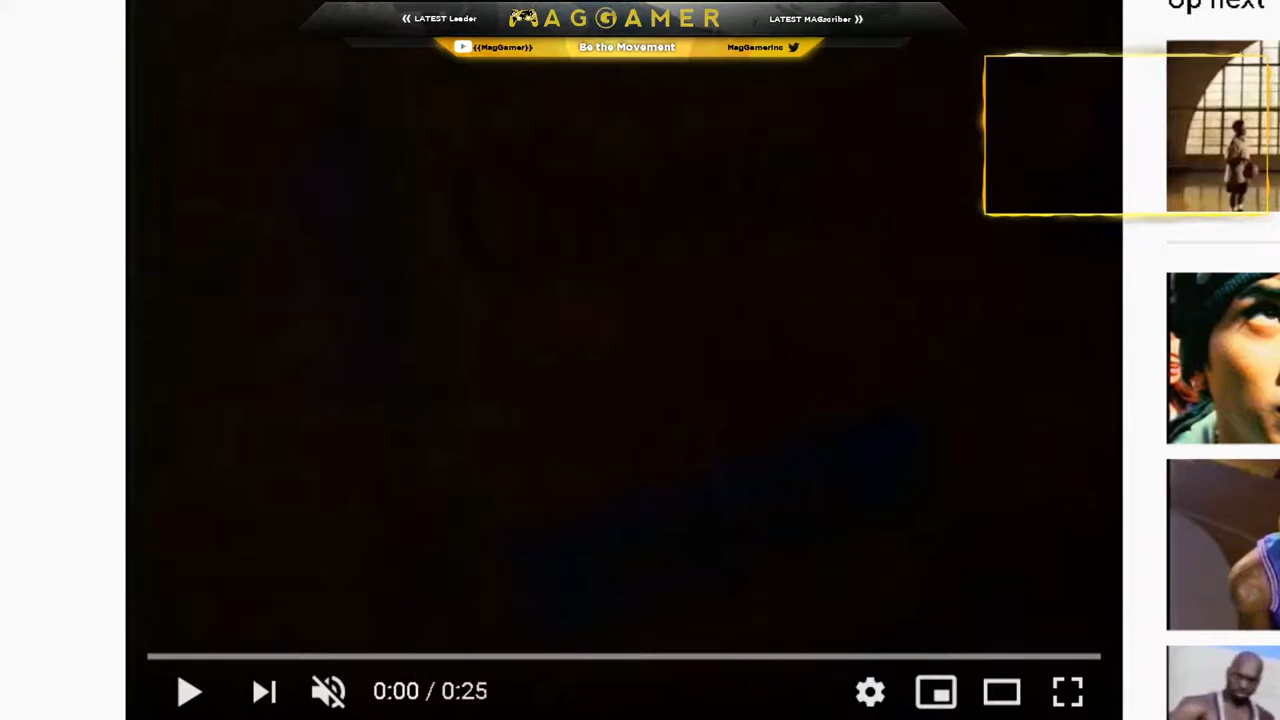 Up next
LATEST Leader
MAGGAMER
LATEST MAGscriber
{{MagGamer}}
Be the Movement
MagGamerInc
0:00 / 0:25